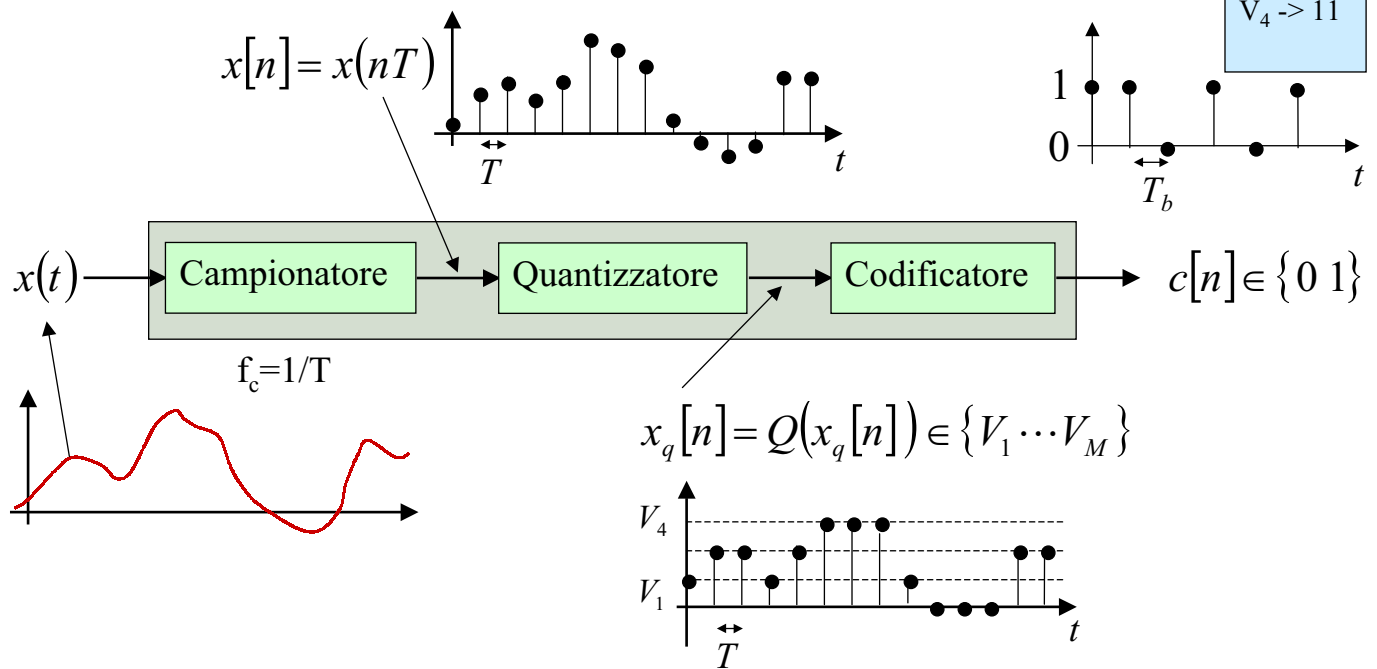 V₄ -> 11
x[n] = x(nT)
T
t
1
0
T_b
t
x(t)
Campionatore
Quantizzatore
Codificatore
c[n] ∈ {0 1}
f_c=1/T
x_q[n] = Q(x_q[n]) ∈ {V₁ ⋯ V_M}
V₄
V₁
T
t